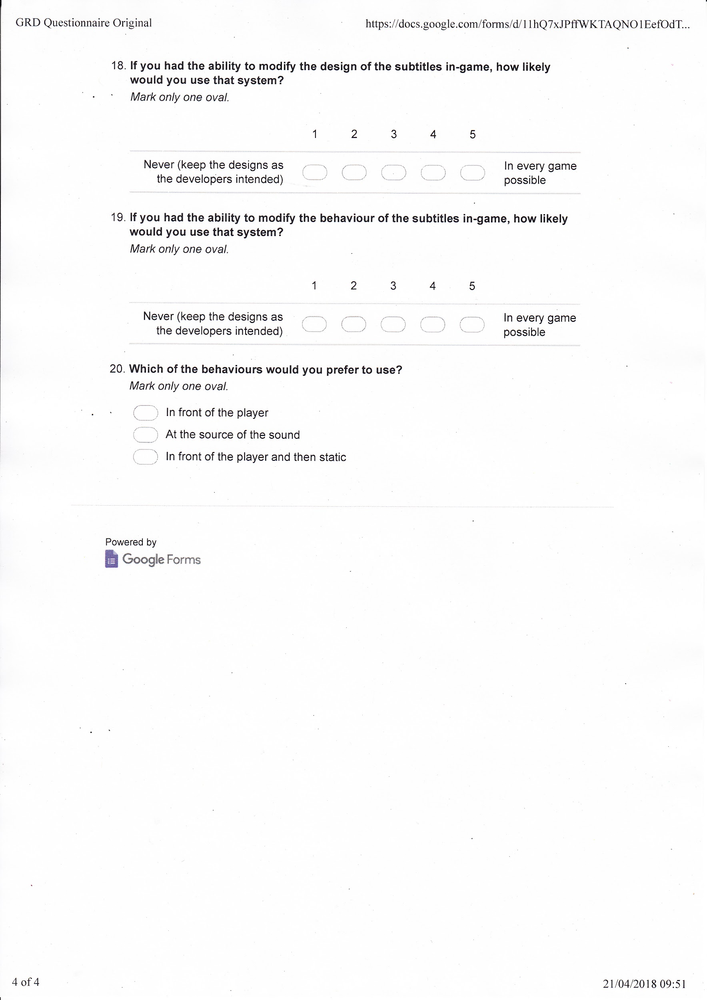 GRD Questionnaire Original
https://docs.google.com/forms/d/11hQ7xJPffWKTAQNO1EefOdT...
18. If you had the ability to modify the design of the subtitles in-game, how likely
would you use that system?
Mark only one oval.
1 2 3 4 5
Never (keep the designs as
the developers intended)
In every game
possible
19. If you had the ability to modify the behaviour of the subtitles in-game, how likely
would you use that system?
Mark only one oval.
1 2 3 4 5
Never (keep the designs as
the developers intended)
In every game
possible
20. Which of the behaviours would you prefer to use?
Mark only one oval.
In front of the player
At the source of the sound
In front of the player and then static
Powered by
Google Forms
4 of 4
21/04/2018 09:51